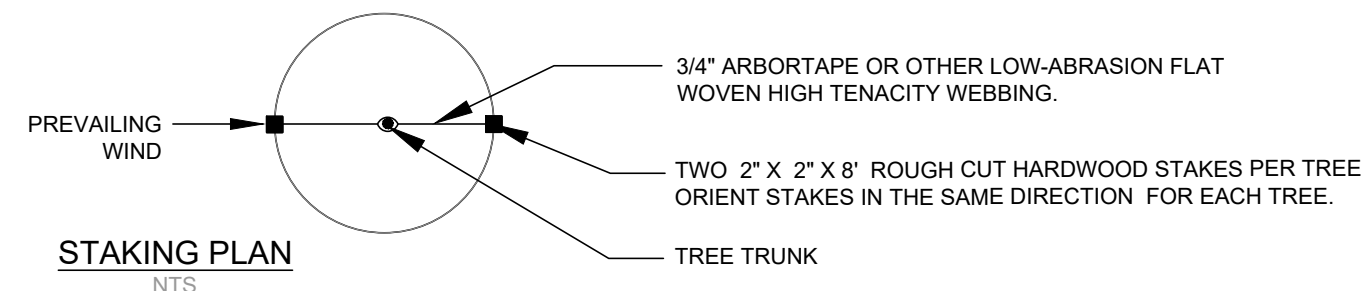 3/4" ARBORTAPE OR OTHER LOW-ABRASION FLAT
WOVEN HIGH TENACITY WEBBING.
PREVAILING
WIND
TWO 2" X 2" X 8' ROUGH CUT HARDWOOD STAKES PER TREE
ORIENT STAKES IN THE SAME DIRECTION FOR EACH TREE.
TREE TRUNK
STAKING PLAN
NTS